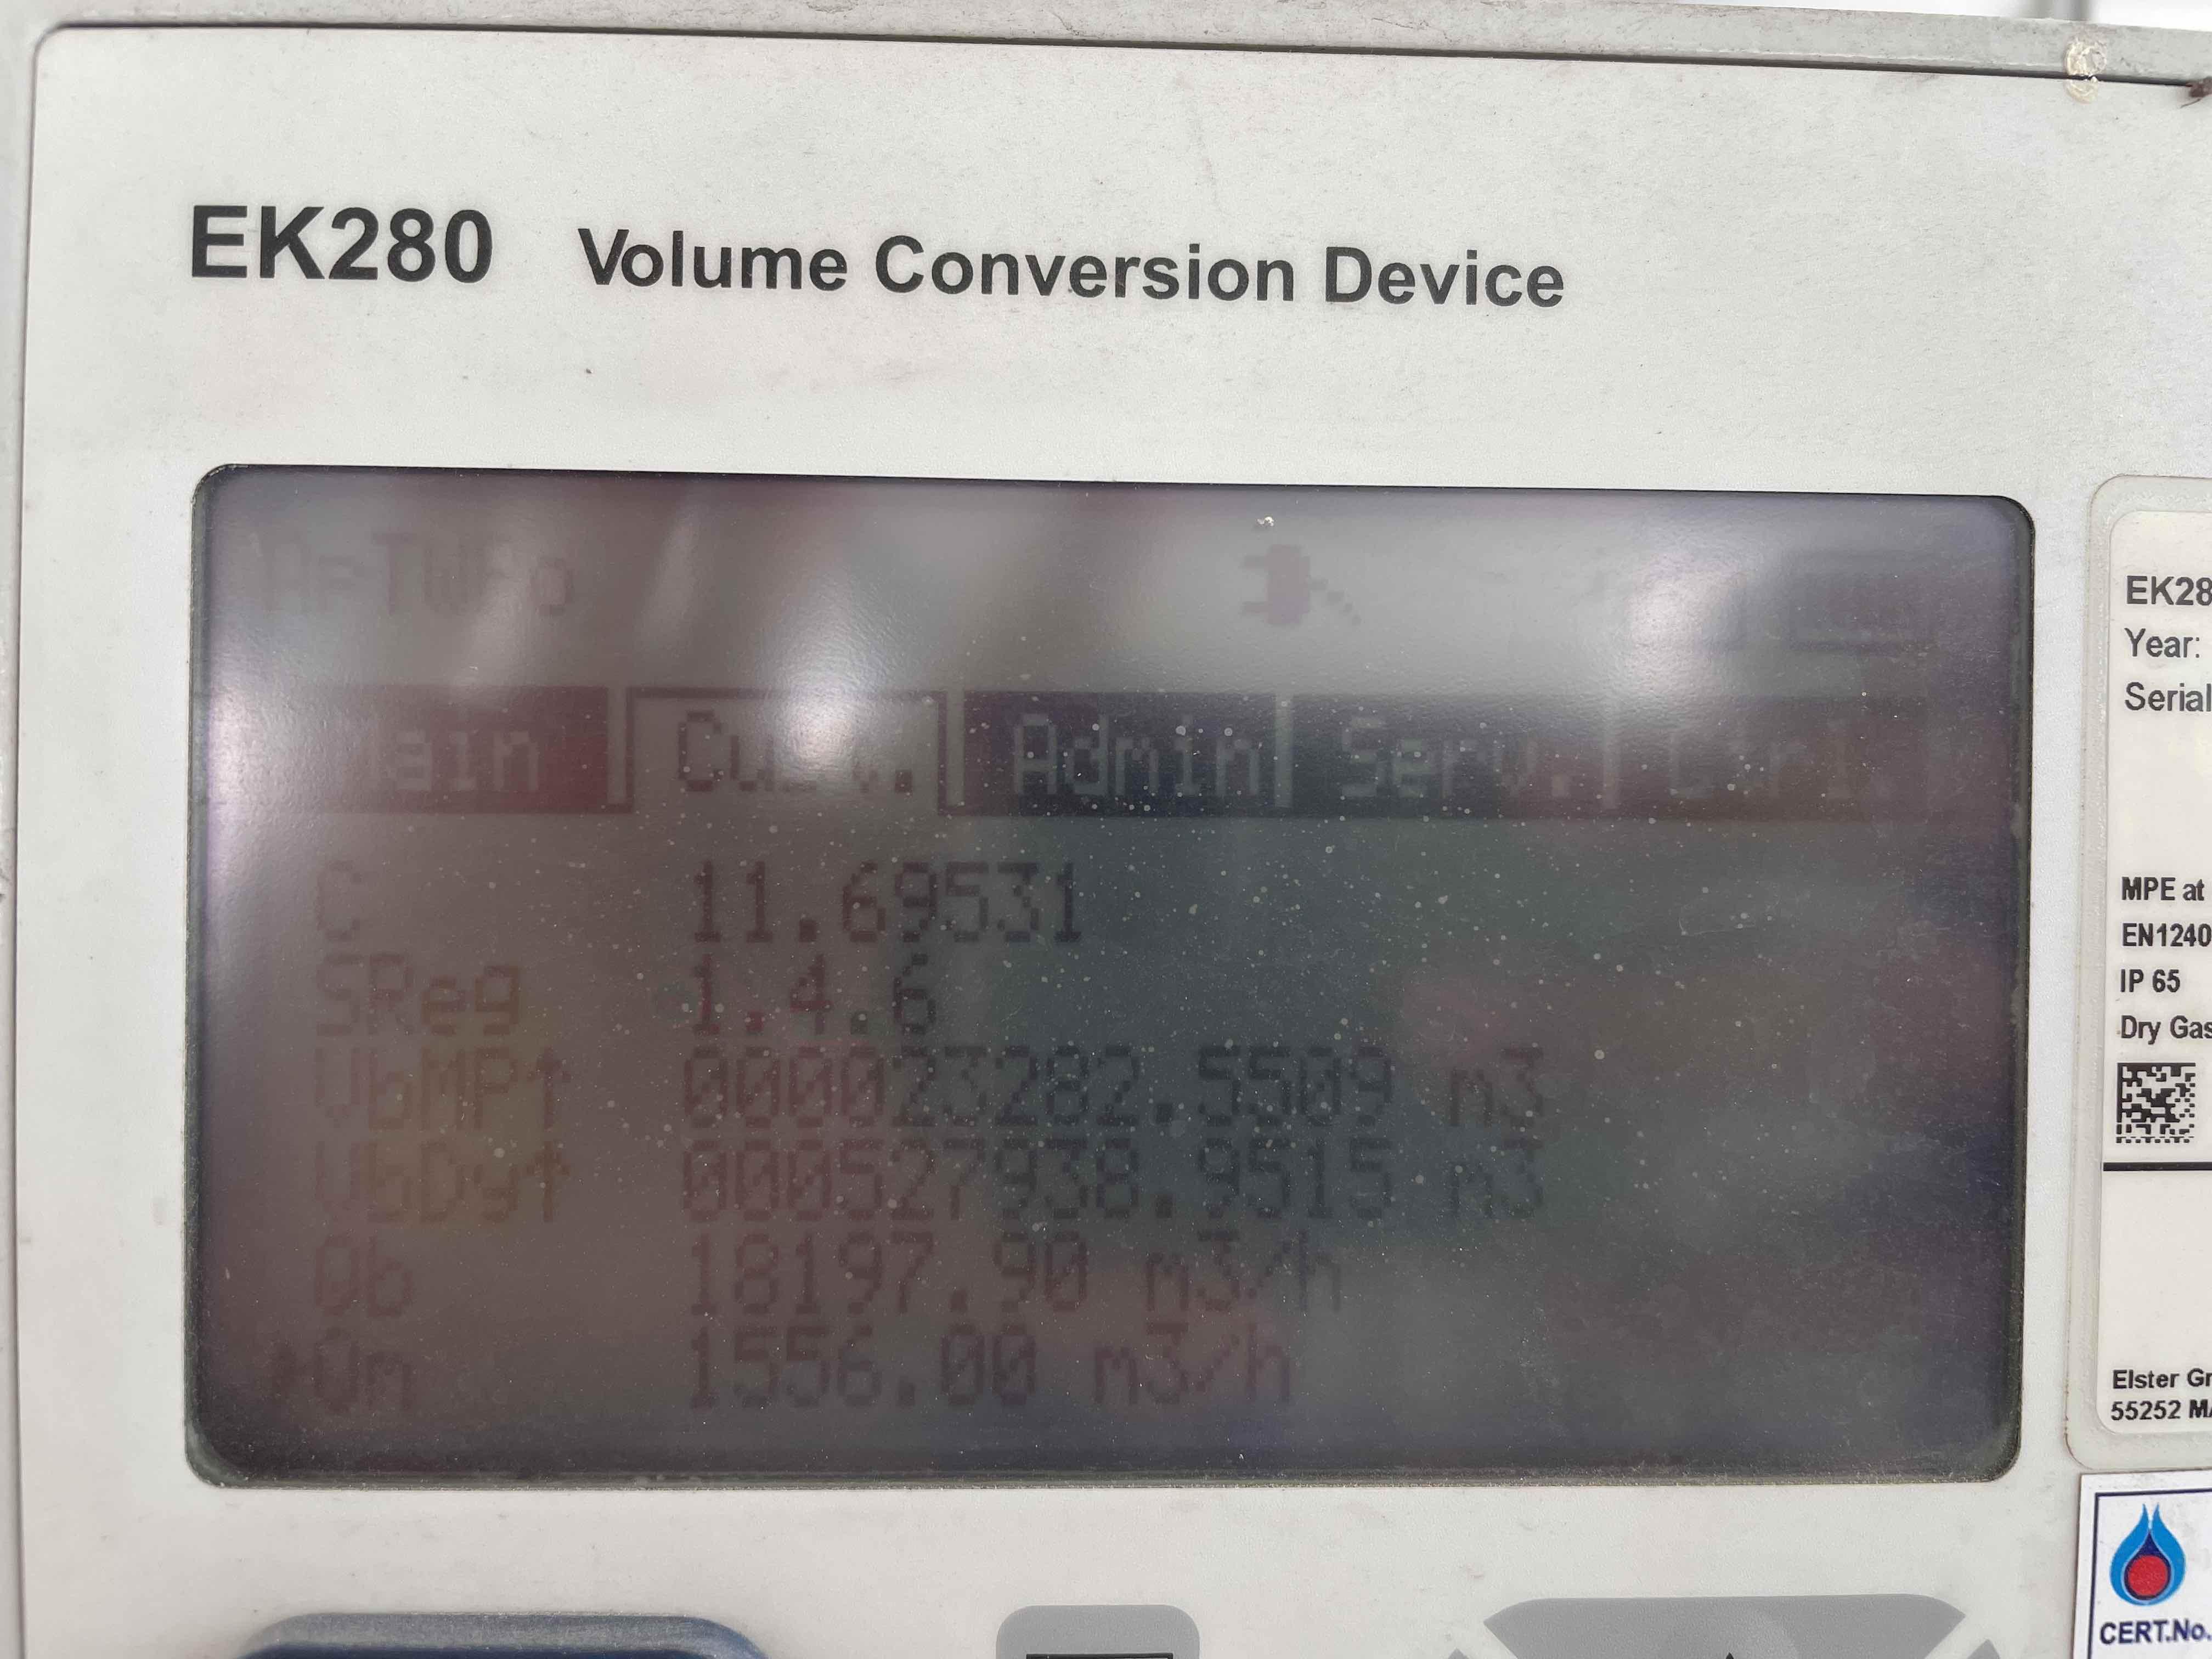 EK280 Volume Conversion Device
Admin Serv.
C 11.69531
SReg 1.4.6
VbMP↑ 000023282.5509 m3
VbDy↑ 000527938.9515 m3
Qb 18197.90 m3/h
Qm 1556.00 m3/h
EK28
Year:
Serial
MPE at
EN1240
IP 65
Dry Gas
Elster Gr
55252 MA
CERT.No.